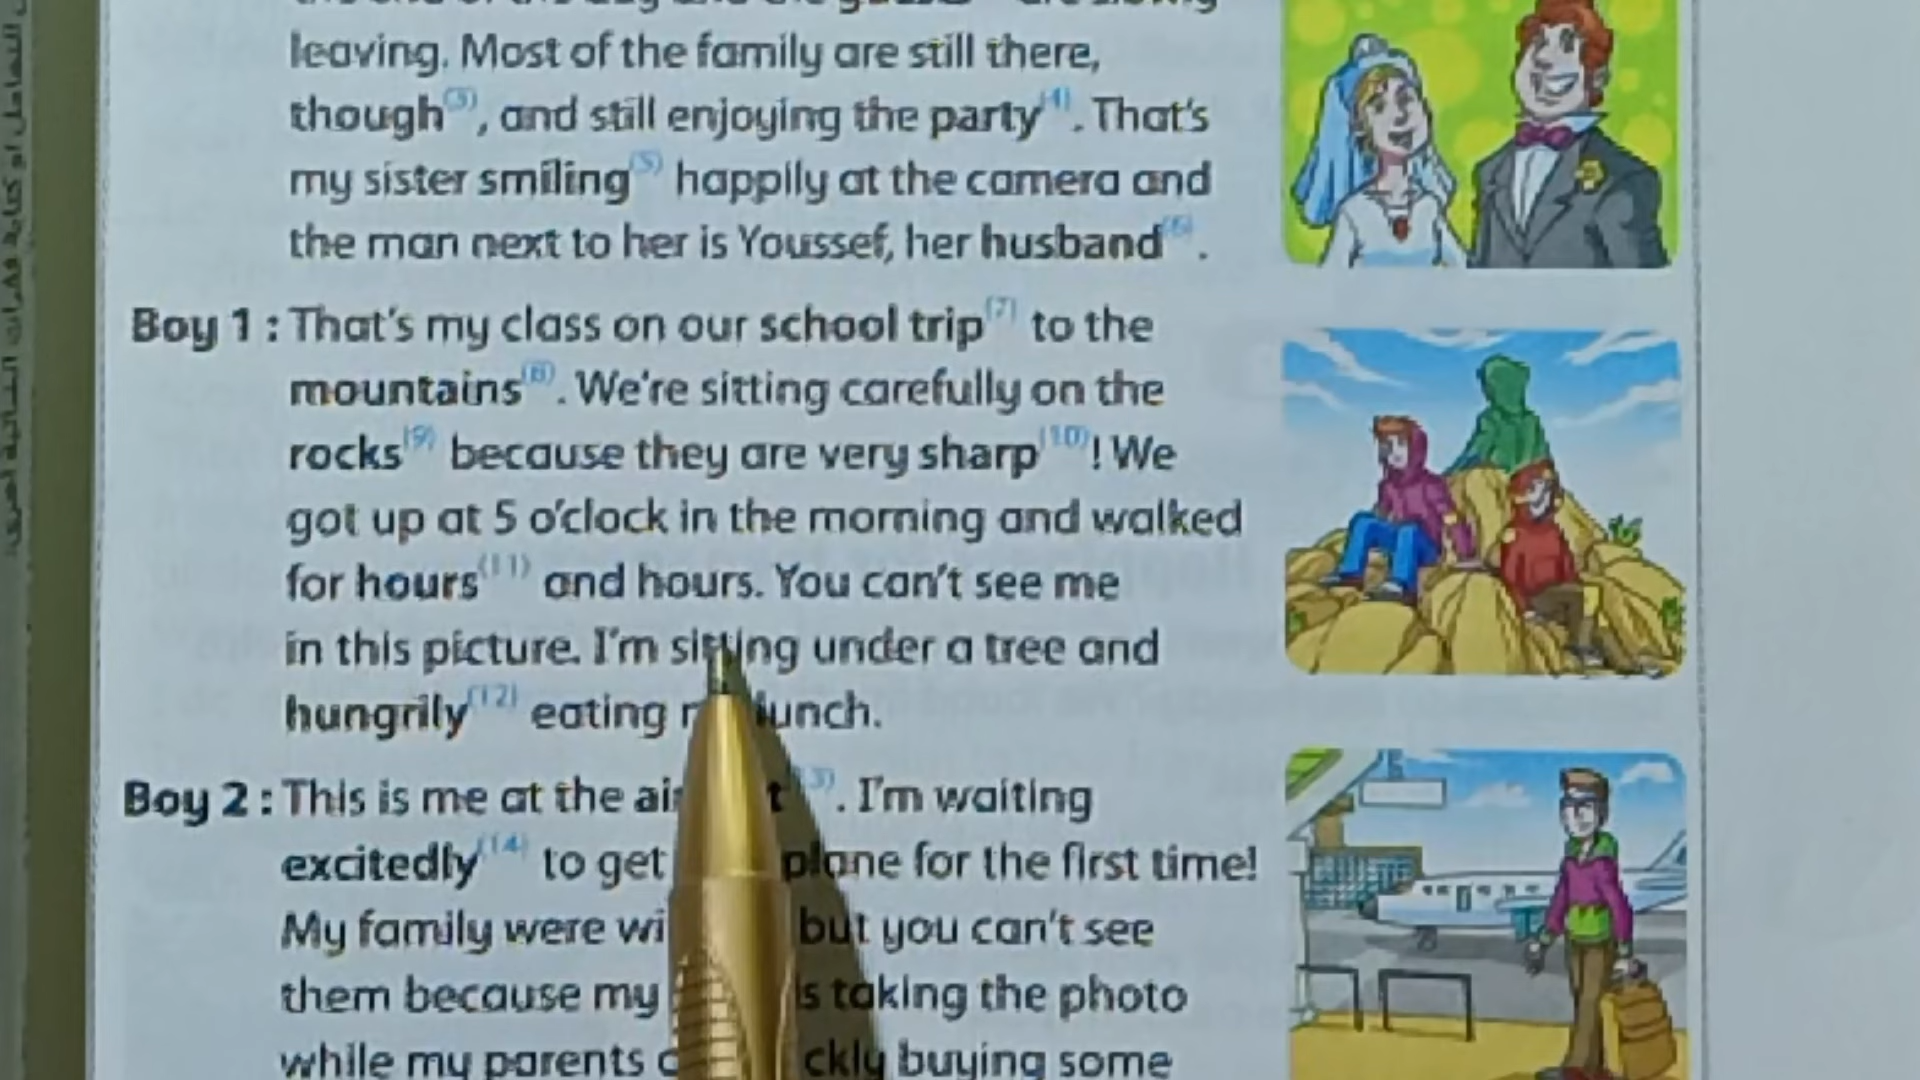 leaving. Most of the family are still there,
though(3), and still enjoying the party(4). That's
my sister smiling(5) happily at the camera and
the man next to her is Youssef, her husband(6).
Boy 1 : That's my class on our school trip(7) to the
mountains(8). We're sitting carefully on the
rocks(9) because they are very sharp(10)! We
got up at 5 o'clock in the morning and walked
for hours(11) and hours. You can't see me
in this picture. I'm sitting under a tree and
hungrily(12) eating lunch.
Boy 2 : This is me at the . I'm waiting
excitedly(14) to get plane for the first time!
My family were but you can't see
them because my taking the photo
while my parents buying some